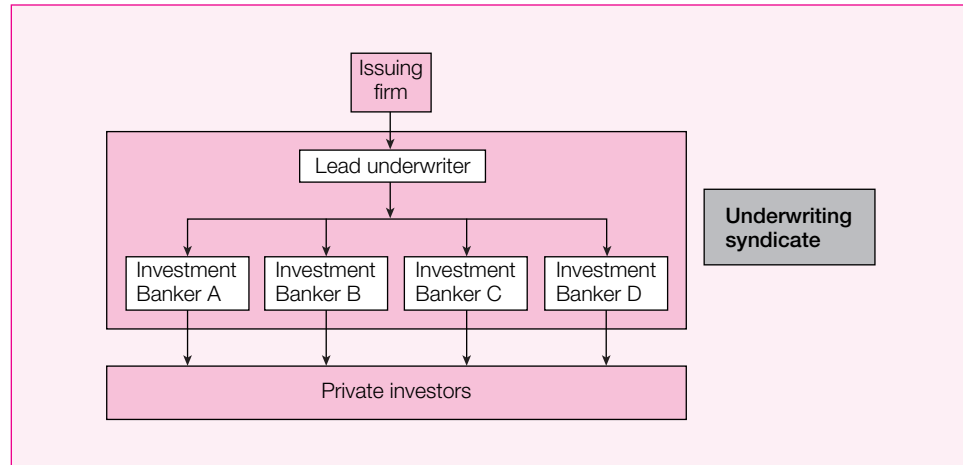 Issuing
firm
Lead underwriter
Underwriting
syndicate
Investment
Banker A
Investment
Banker B
Investment
Banker C
Investment
Banker D
Private investors